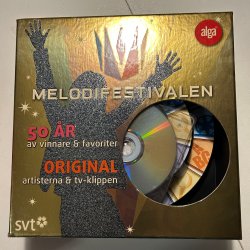 alga
MELODIFESTIVALEN
50 ÅR
av vinnare & favoriter
ORIGINAL
artisterna & tv-klippen
svt